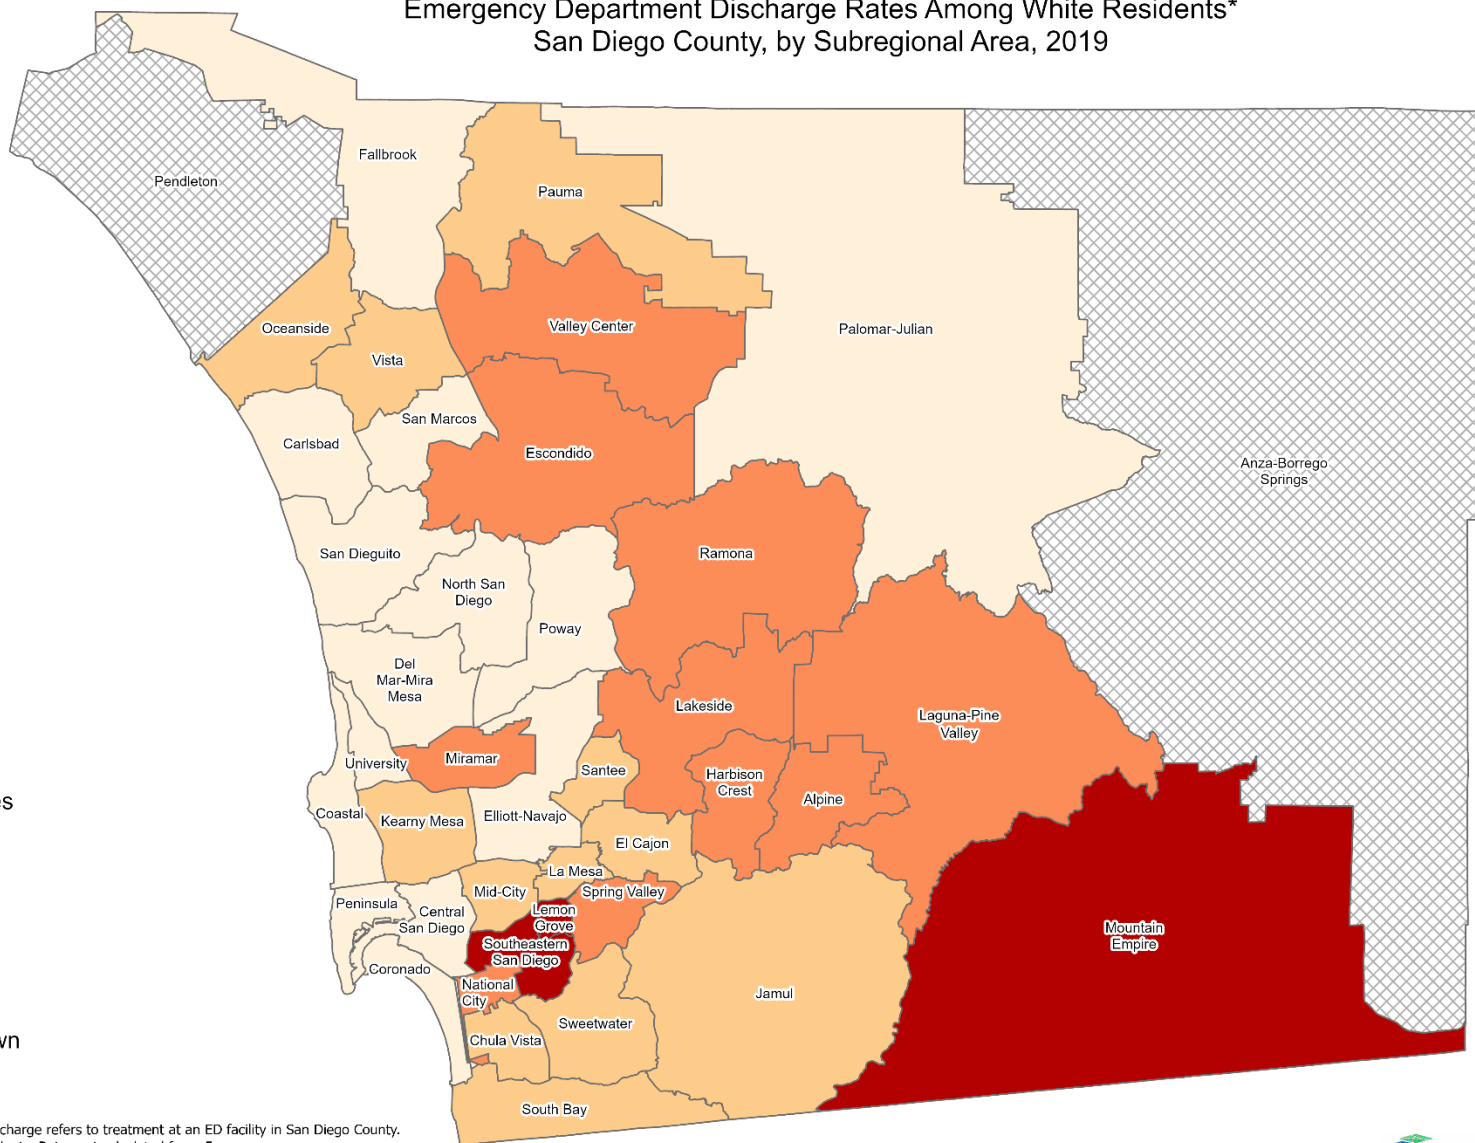 Emergency Department Discharge Rates Among White Residents*
San Diego County, by Subregional Area, 2019
Fallbrook
Pendleton
Pauma
Oceanside
Valley Center
Palomar-Julian
Vista
San Marcos
Carlsbad
Escondido
Anza-Borrego
Springs
San Dieguito
Ramona
North San
Diego
Poway
Del
Mar-Mira
Mesa
Lakeside
Laguna-Pine
Valley
University
Miramar
Santee
Harbison
Crest
Alpine
es
Coastal
Kearny Mesa
Elliott-Navajo
El Cajon
La Mesa
Mid-City
Spring Valley
Peninsula
Central
San Diego
Lemon
Grove
Southeastern
San Diego
Mountain
Empire
Coronado
National
City
Jamul
Sweetwater
Chula Vista
wn
South Bay
charge refers to treatment at an ED facility in San Diego County.